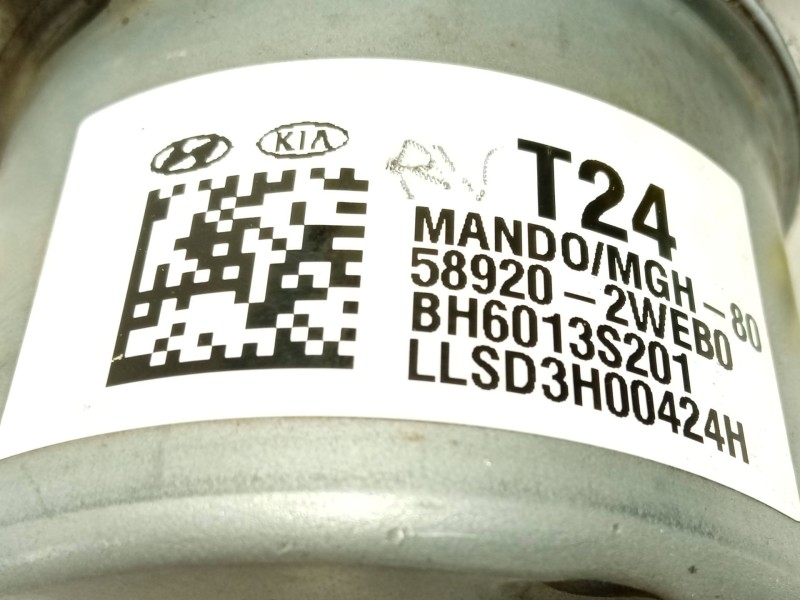 KIA
T24
MANDO/MGH-80
58920-2WEB0
BH6013S201
LLSD3H00424H